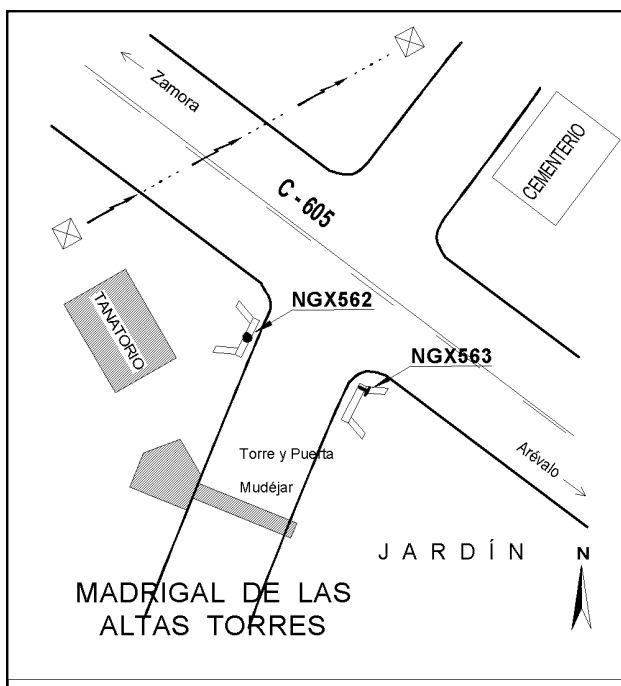 Zamora
C - 605
CEMENTERIO
TANATORIO
NGX562
NGX563
Torre y Puerta
Mudéjar
Arévalo
JARDÍN
N
MADRIGAL DE LAS
ALTAS TORRES